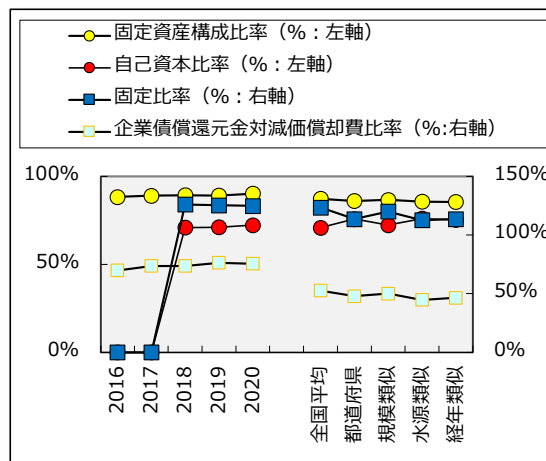 固定資産構成比率（%：左軸）
自己資本比率（%：左軸）
固定比率（%：右軸）
企業債償還元金対減価償却費比率（%:右軸）
100%
50%
0%
150%
100%
50%
0%
2016
2017
2018
2019
2020
全国平均
都道府県
規模類似
水源類似
経年類似